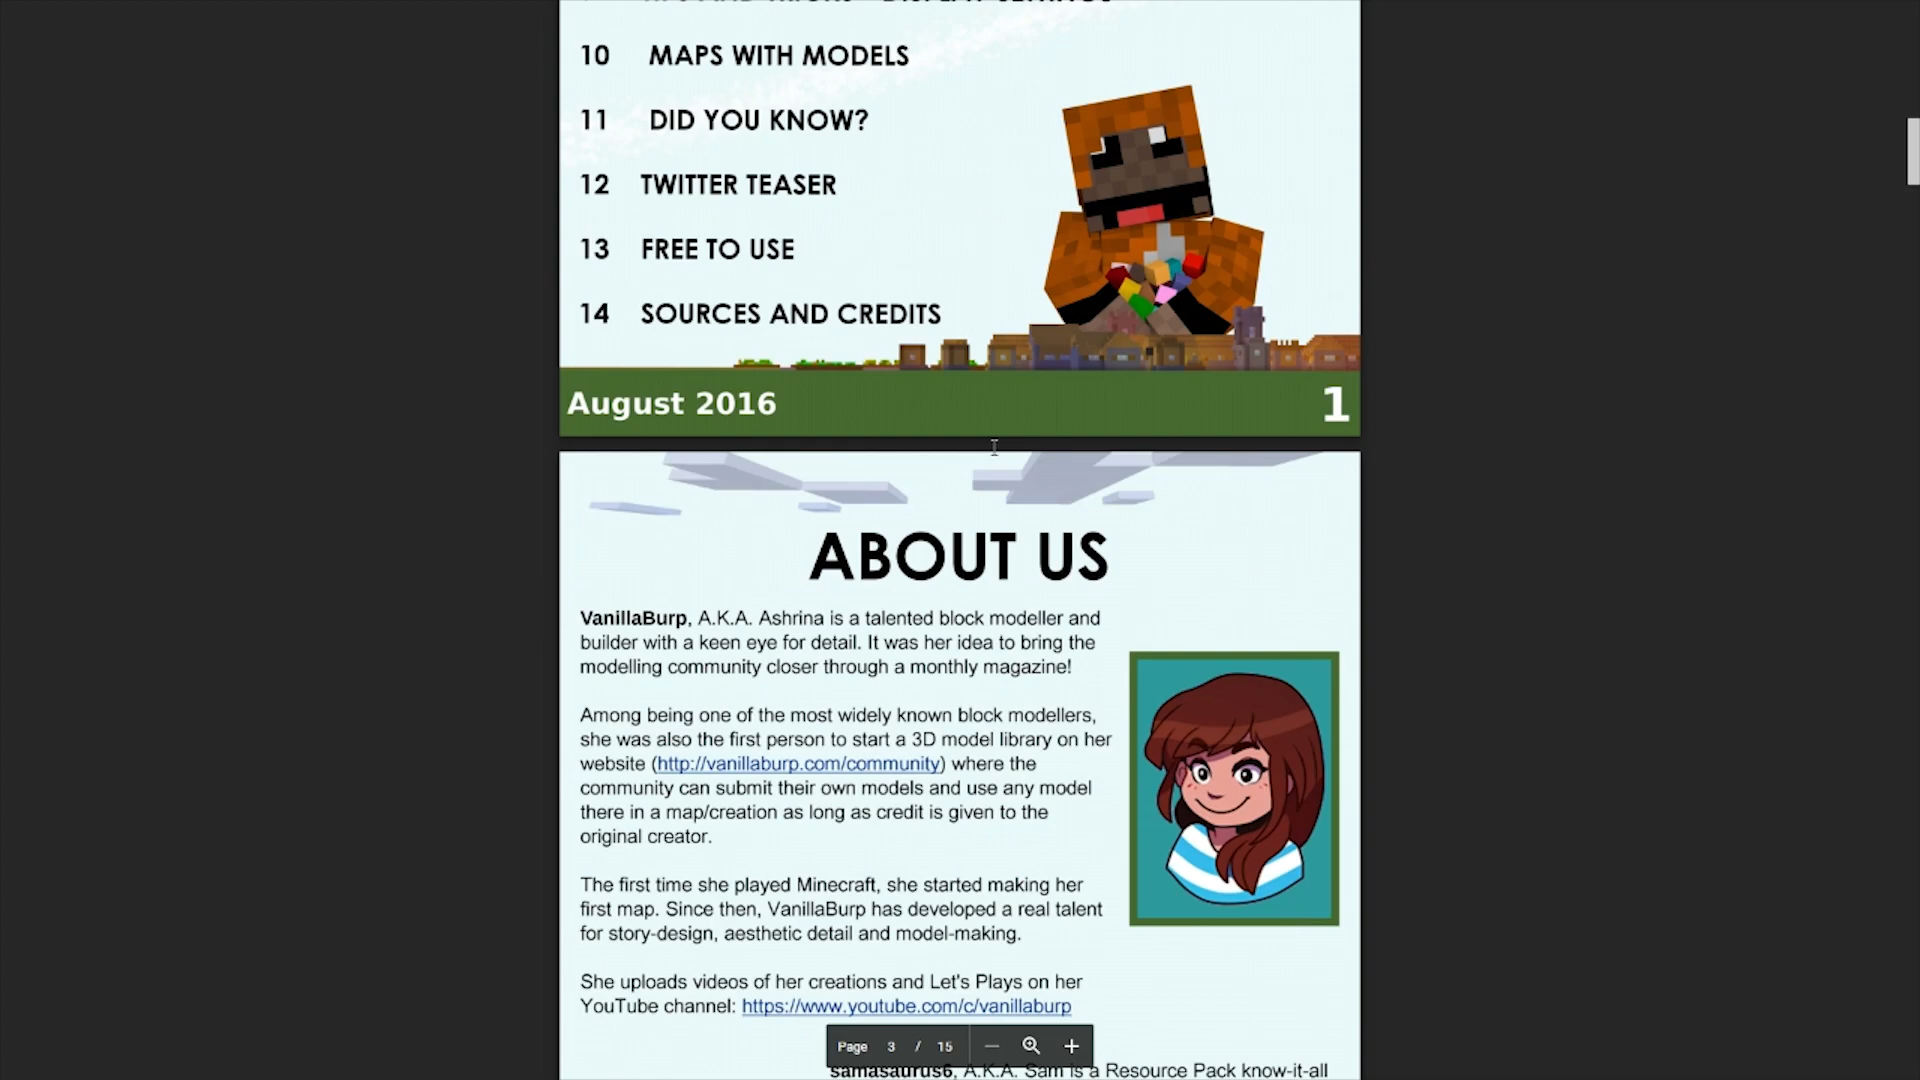 10 MAPS WITH MODELS
11 DID YOU KNOW?
12 TWITTER TEASER
13 FREE TO USE
14 SOURCES AND CREDITS
August 2016 1
ABOUT US
VanillaBurp, A.K.A. Ashrina is a talented block modeller and
builder with a keen eye for detail. It was her idea to bring the
modelling community closer through a monthly magazine!
Among being one of the most widely known block modellers,
she was also the first person to start a 3D model library on her
website (http://vanillaburp.com/community) where the
community can submit their own models and use any model
there in a map/creation as long as credit is given to the
original creator.
The first time she played Minecraft, she started making her
first map. Since then, VanillaBurp has developed a real talent
for story-design, aesthetic detail and model-making.
She uploads videos of her creations and Let's Plays on her
YouTube channel: https://www.youtube.com/c/vanillaburp
Page 3 / 15
samasaurus6, A.K.A. Sam is a Resource Pack know-it-all